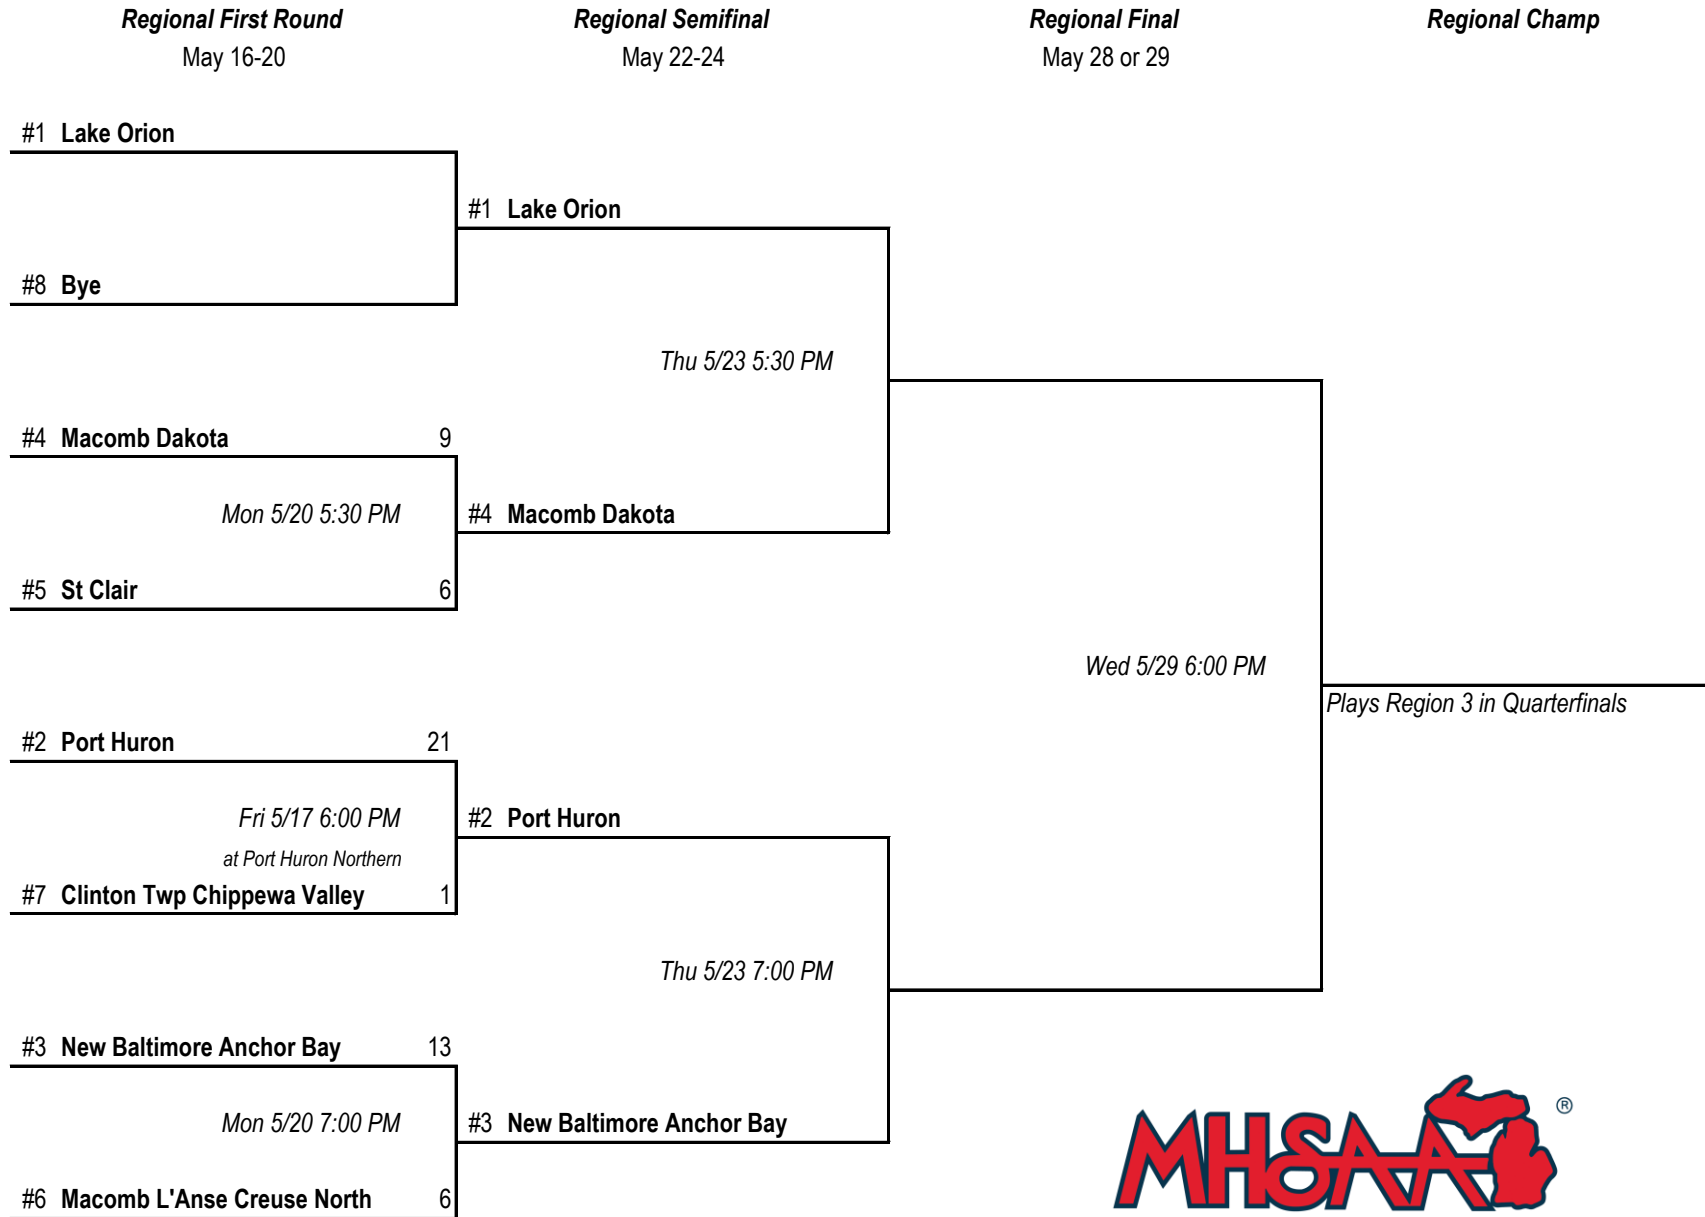 Regional First Round Regional Semifinal Regional Final Regional Champ
May 16-20 May 22-24 May 28 or 29
#1 Lake Orion
#1 Lake Orion
#8 Bye
Thu 5/23 5:30 PM
#4 Macomb Dakota 9
Mon 5/20 5:30 PM #4 Macomb Dakota
#5 St Clair 6
Wed 5/29 6:00 PM
Plays Region 3 in Quarterfinals
#2 Port Huron 21
Fri 5/17 6:00 PM #2 Port Huron
at Port Huron Northern
#7 Clinton Twp Chippewa Valley 1
Thu 5/23 7:00 PM
#3 New Baltimore Anchor Bay 13
Mon 5/20 7:00 PM #3 New Baltimore Anchor Bay
MHSAA ®
#6 Macomb L'Anse Creuse North 6